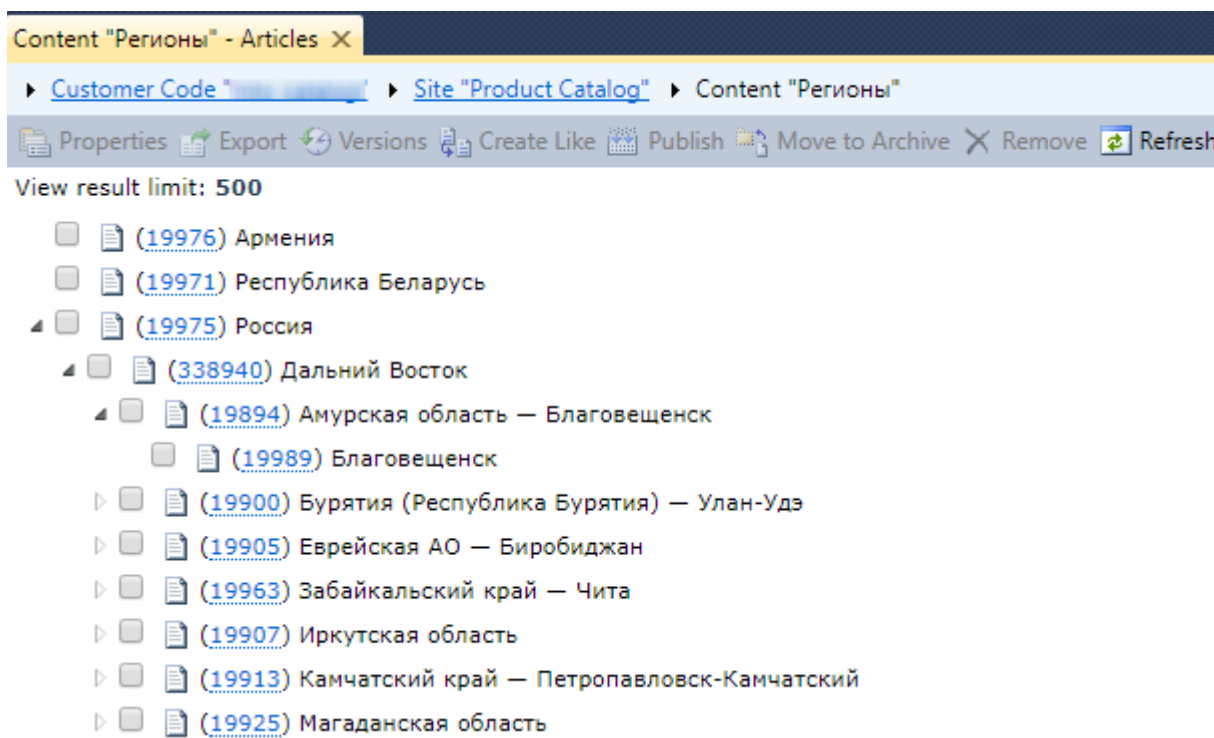 Content "Регионы" - Articles
Customer Code " " Site "Product Catalog" Content "Регионы"
Properties Export Versions Create Like Publish Move to Archive Remove Refresh
View result limit: 500
(19976) Армения
(19971) Республика Беларусь
(19975) Россия
(338940) Дальний Восток
(19894) Амурская область — Благовещенск
(19989) Благовещенск
(19900) Бурятия (Республика Бурятия) — Улан-Удэ
(19905) Еврейская АО — Биробиджан
(19963) Забайкальский край — Чита
(19907) Иркутская область
(19913) Камчатский край — Петропавловск-Камчатский
(19925) Магаданская область